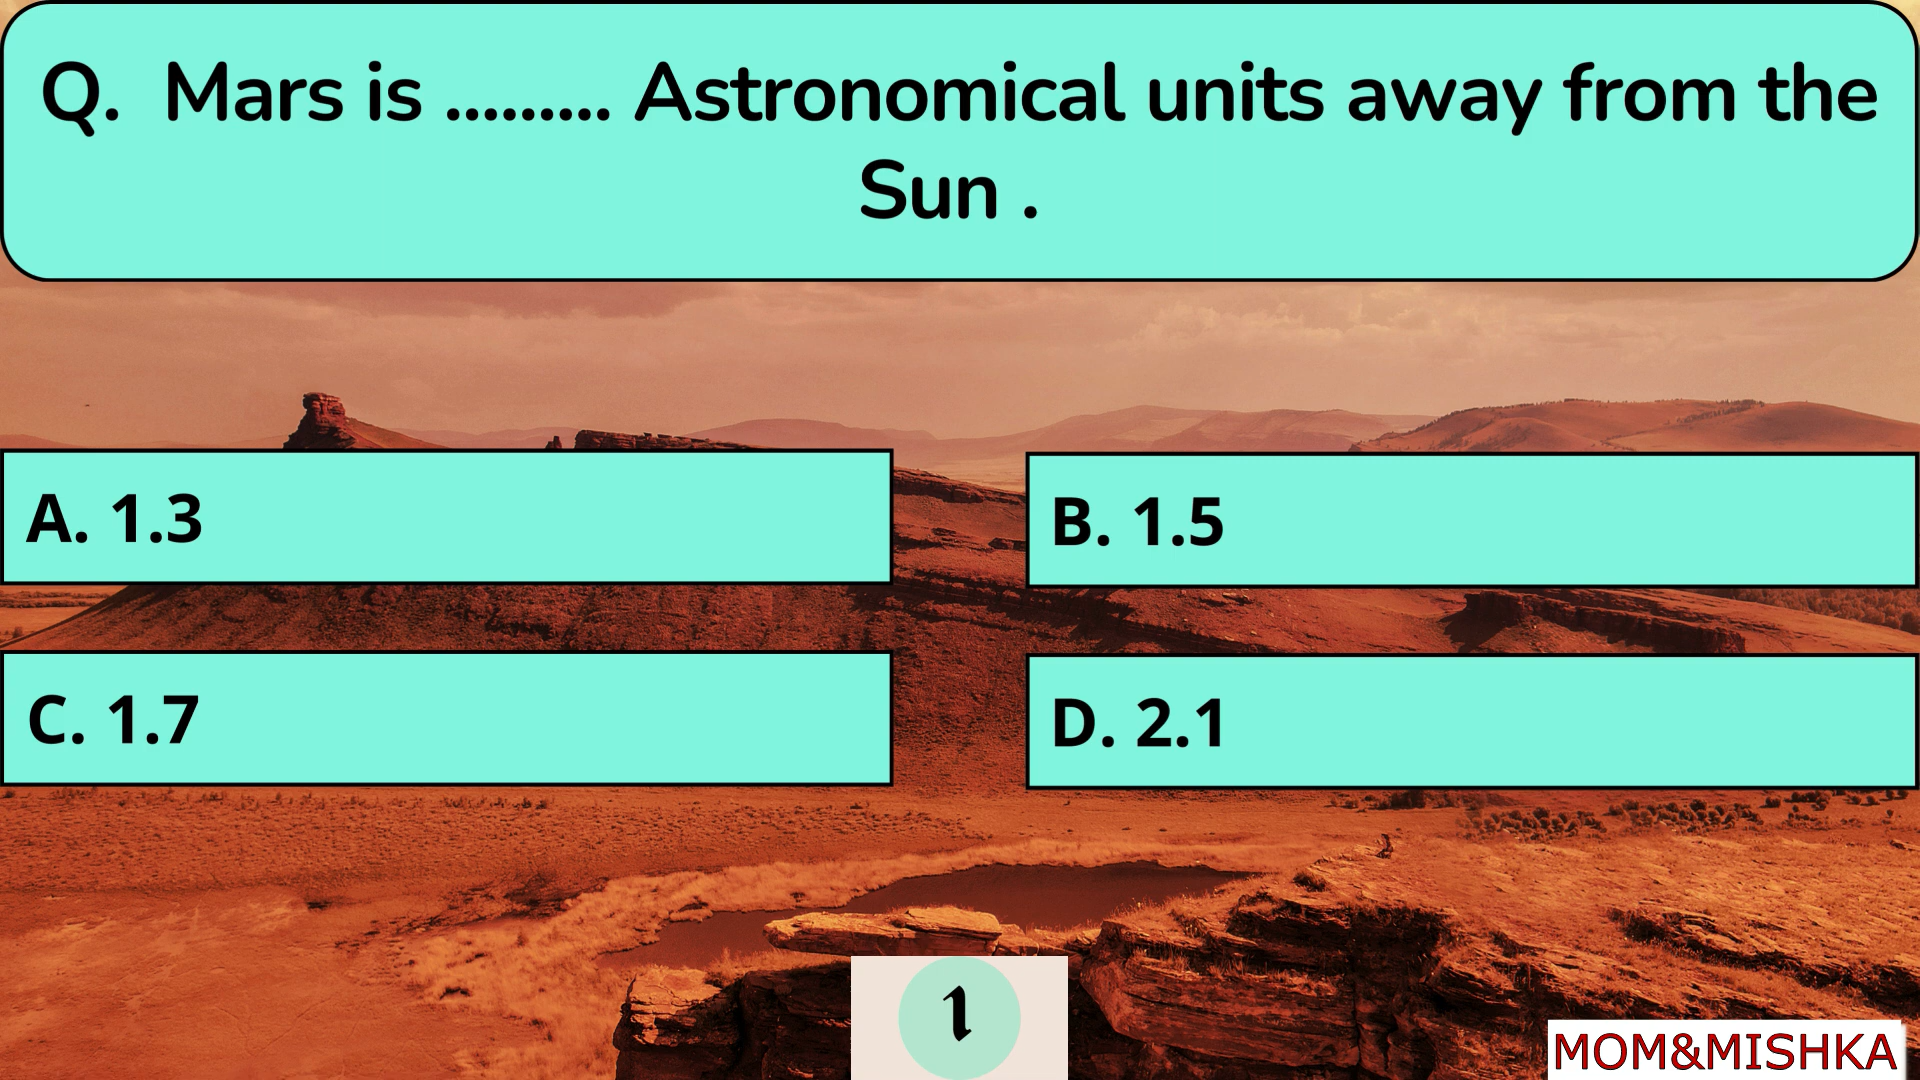 Q. Mars is ......... Astronomical units away from the
Sun .
A. 1.3
B. 1.5
C. 1.7
D. 2.1
1
MOM&MISHKA